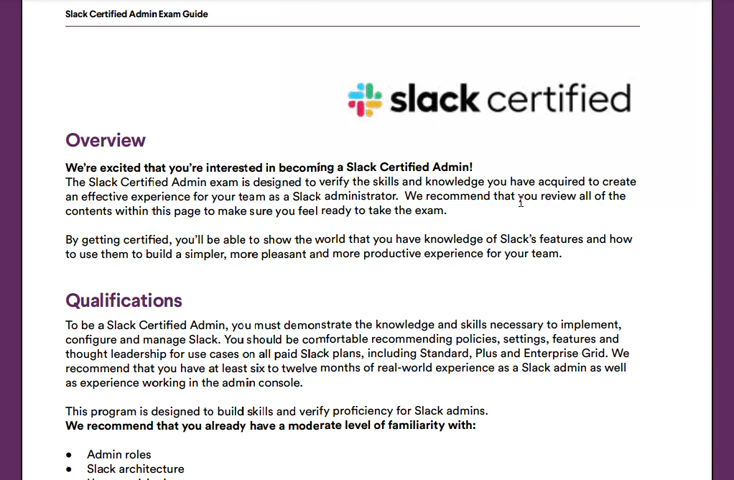 Slack Certified Admin Exam Guide
slack certified
Overview
We're excited that you're interested in becoming a Slack Certified Admin!
The Slack Certified Admin exam is designed to verify the skills and knowledge you have acquired to create
an effective experience for your team as a Slack administrator. We recommend that you review all of the
contents within this page to make sure you feel ready to take the exam.
By getting certified, you'll be able to show the world that you have knowledge of Slack's features and how
to use them to build a simpler, more pleasant and more productive experience for your team.
Qualifications
To be a Slack Certified Admin, you must demonstrate the knowledge and skills necessary to implement,
configure and manage Slack. You should be comfortable recommending policies, settings, features and
thought leadership for use cases on all paid Slack plans, including Standard, Plus and Enterprise Grid. We
recommend that you have at least six to twelve months of real-world experience as a Slack admin as well
as experience working in the admin console.
This program is designed to build skills and verify proficiency for Slack admins.
We recommend that you already have a moderate level of familiarity with:
● Admin roles
● Slack architecture